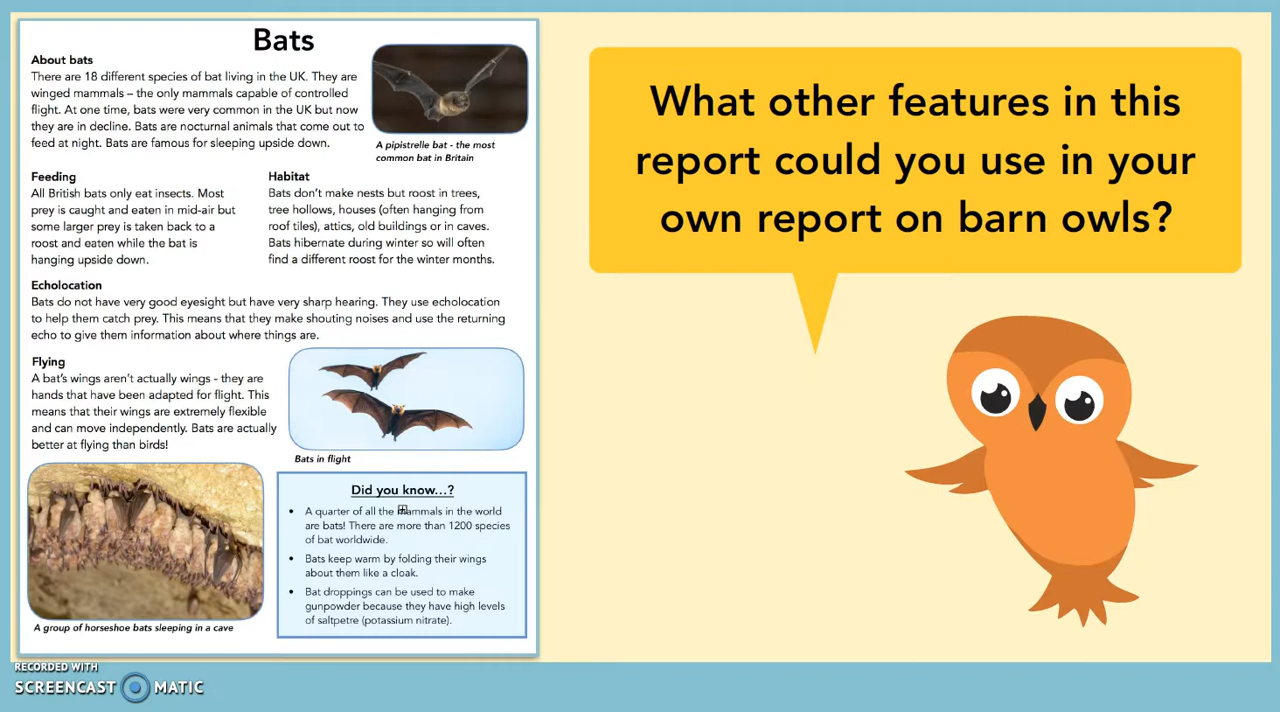 Bats
About bats
There are 18 different species of bat living in the UK. They are
winged mammals – the only mammals capable of controlled
flight. At one time, bats were very common in the UK but now
they are in decline. Bats are nocturnal animals that come out to
feed at night. Bats are famous for sleeping upside down.
A pipistrelle bat - the most
common bat in Britain
Feeding
All British bats only eat insects. Most
prey is caught and eaten in mid-air but
some larger prey is taken back to a
roost and eaten while the bat is
hanging upside down.
Habitat
Bats don't make nests but roost in trees,
tree hollows, houses (often hanging from
roof tiles), attics, old buildings or in caves.
Bats hibernate during winter so will often
find a different roost for the winter months.
Echolocation
Bats do not have very good eyesight but have very sharp hearing. They use echolocation
to help them catch prey. This means that they make shouting noises and use the returning
echo to give them information about where things are.
Flying
A bat's wings aren't actually wings - they are
hands that have been adapted for flight. This
means that their wings are extremely flexible
and can move independently. Bats are actually
better at flying than birds!
Bats in flight
A group of horseshoe bats sleeping in a cave
Did you know…?
• A quarter of all the mammals in the world
are bats! There are more than 1200 species
of bat worldwide.
• Bats keep warm by folding their wings
about them like a cloak.
• Bat droppings can be used to make
gunpowder because they have high levels
of saltpetre (potassium nitrate).
What other features in this
report could you use in your
own report on barn owls?
RECORDED WITH
SCREENCAST MATIC